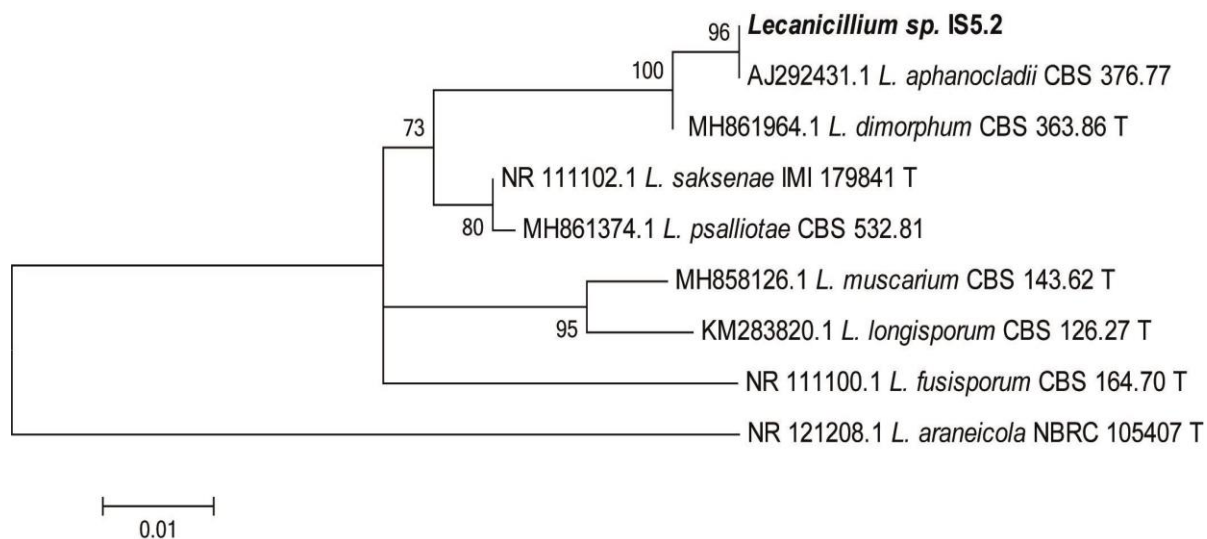 Lecanicillium sp. IS5.2
96
AJ292431.1 L. aphanocladii CBS 376.77
100
MH861964.1 L. dimorphum CBS 363.86 T
73
NR 111102.1 L. saksenae IMI 179841 T
80
MH861374.1 L. psalliotae CBS 532.81
MH858126.1 L. muscarium CBS 143.62 T
95
KM283820.1 L. longisporum CBS 126.27 T
NR 111100.1 L. fusisporum CBS 164.70 T
NR 121208.1 L. araneicola NBRC 105407 T
0.01